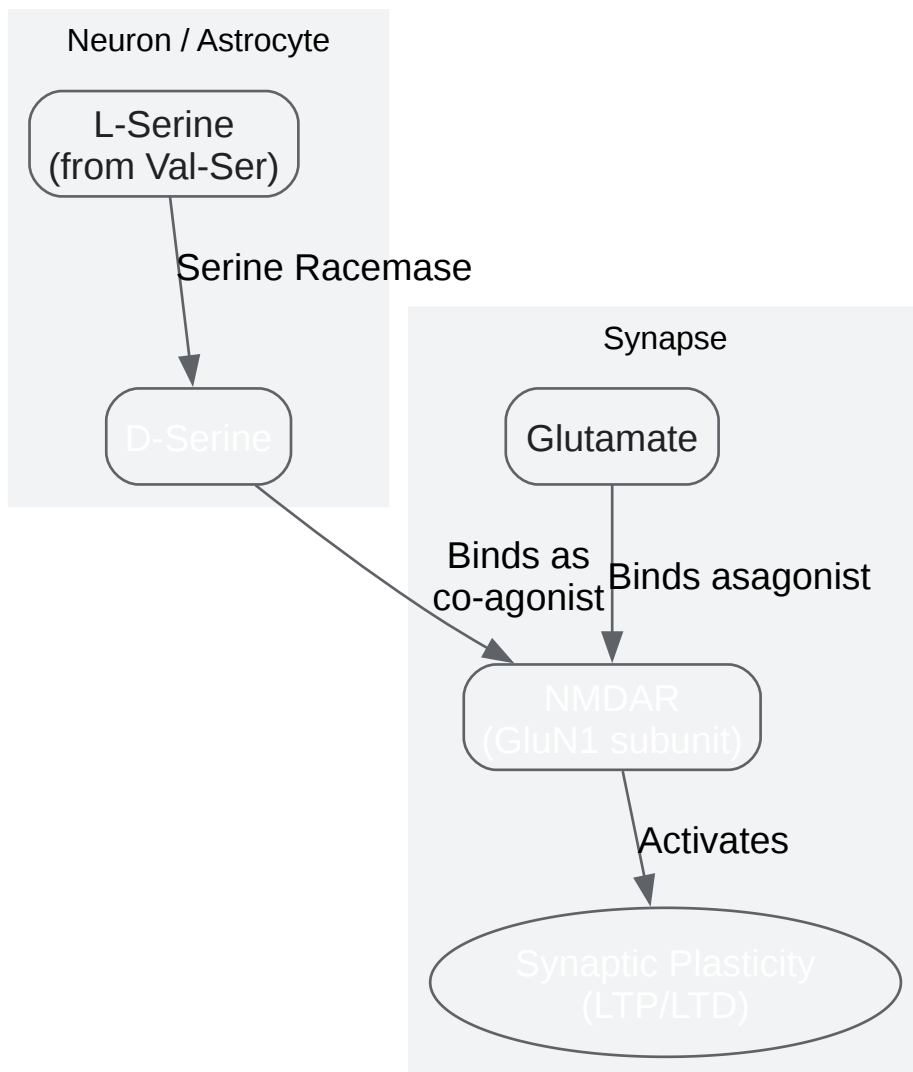 Neuron / Astrocyte
L-Serine
(from Val-Ser)
Serine Racemase
D-Serine
Synapse
Glutamate
Binds as
co-agonist
Binds asagonist
NMDAR
(GluN1 subunit)
Activates
Synaptic Plasticity
(LTP/LTD)